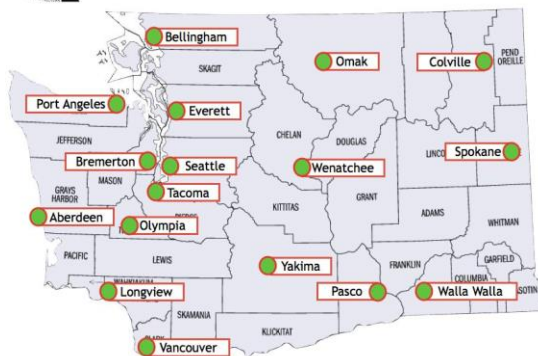 Bellingham
Omak
Colville
PEND
OREILLE
SKAGIT
Port Angeles
Everett
JEFFERSON
CHELAN
DOUGLAS
Bremerton
Seattle
Wenatchee
LINCO
Spokane
MASON
GRAYS
HARBOR
Tacoma
GRANT
KITTITAS
Aberdeen
Olympia
ADAMS
WHITMAN
PACIFIC
LEWIS
Yakima
FRANKLIN
GARFIELD
COLUMBIA
Longview
Pasco
Walla Walla
SOTIN
SKAMANIA
KLICKITAT
Vancouver